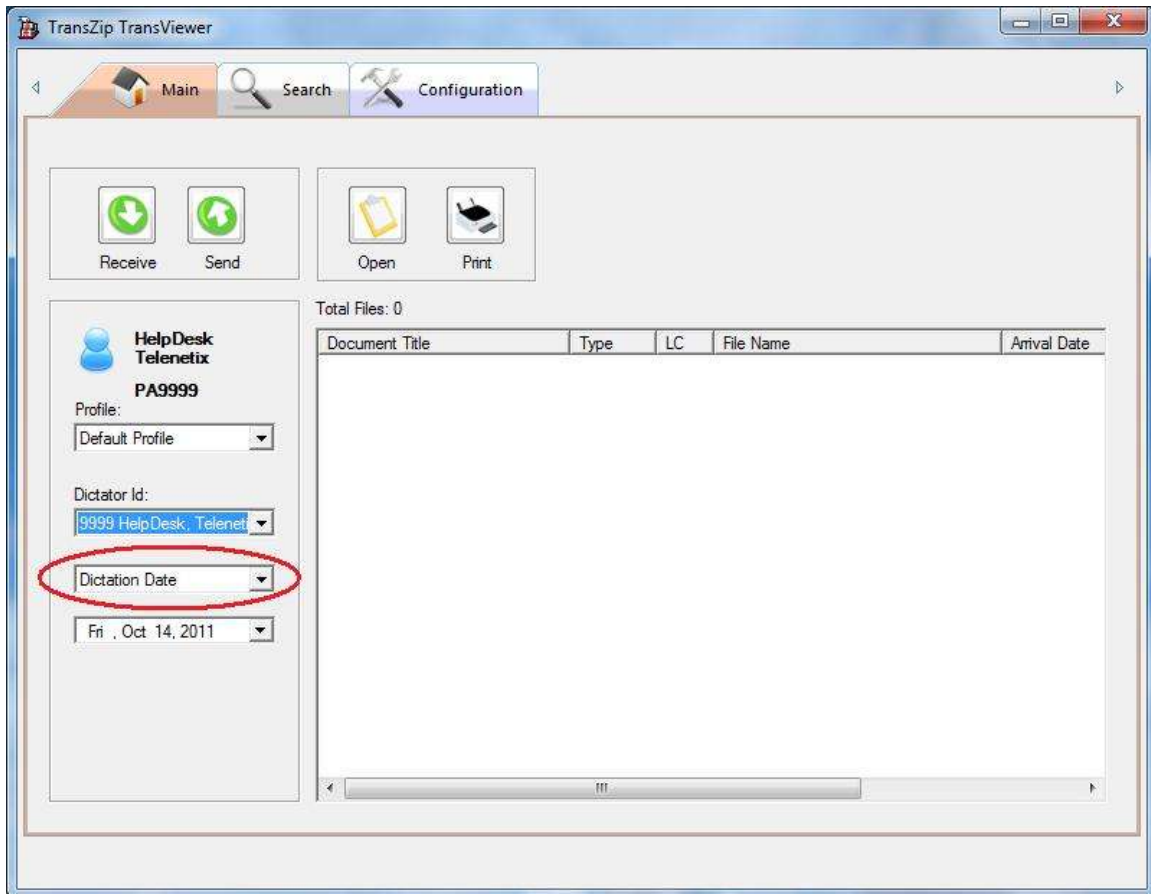 TransZip TransViewer
Main
Search
Configuration
Receive
Send
Open
Print
Total Files: 0
HelpDesk
Telenetix
PA9999
Profile:
Default Profile
Dictator Id:
9999 HelpDesk, Teleneti
Dictation Date
Fri , Oct 14, 2011
Document Title
Type
LC
File Name
Arrival Date